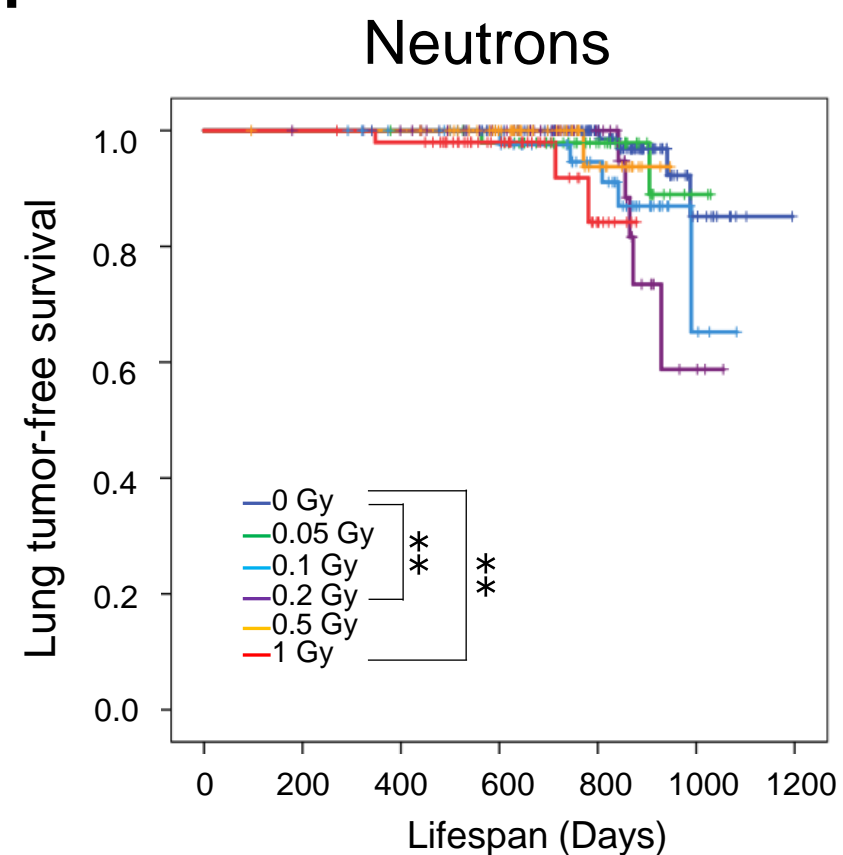 Neutrons
Lung tumor-free survival
1.0
0.8
0.6
0.4
0.2
0.0
0 Gy
0.05 Gy
0.1 Gy
0.2 Gy
0.5 Gy
1 Gy
**
**
0 200 400 600 800 1000 1200
Lifespan (Days)